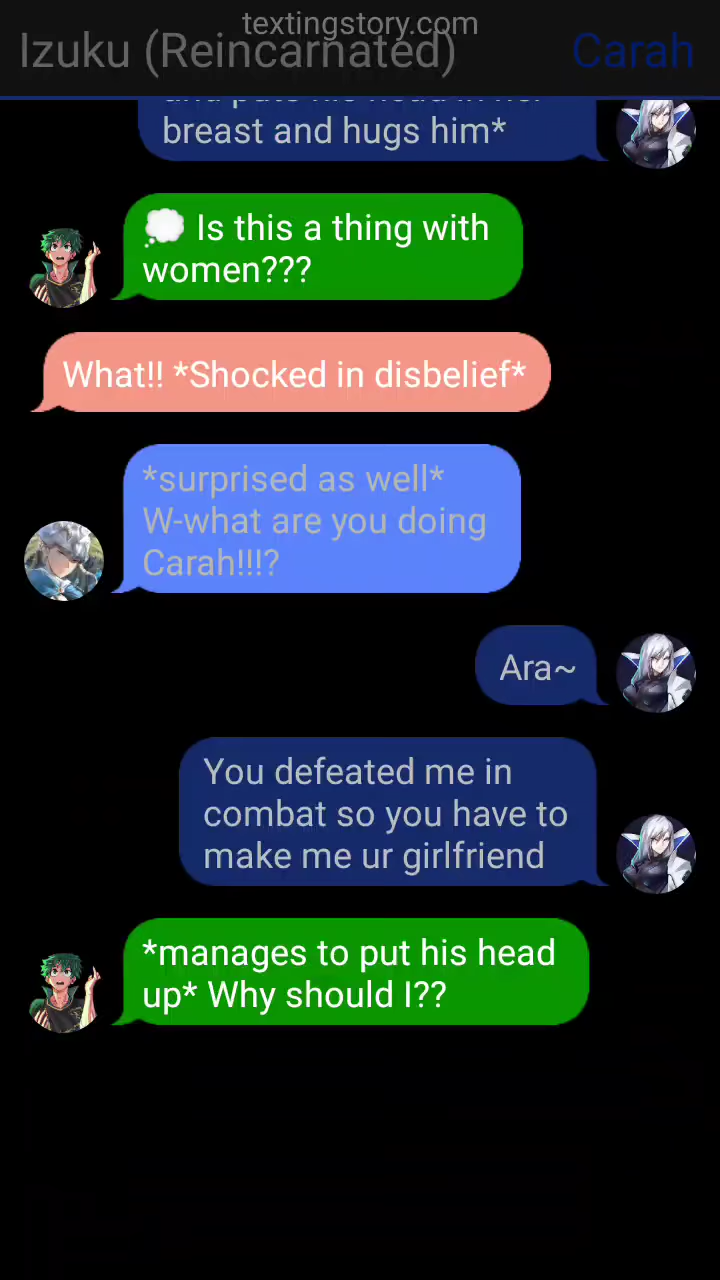 textingstory.com
Izuku (Reincarnated)
Carah
breast and hugs him*
💭 Is this a thing with
women???
What!! *Shocked in disbelief*
*surprised as well*
W-what are you doing
Carah!!!?
Ara~
You defeated me in
combat so you have to
make me ur girlfriend
*manages to put his head
up* Why should I??